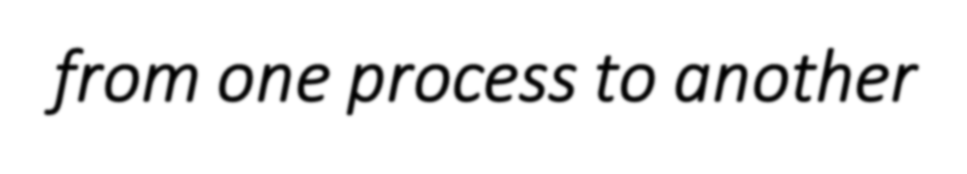 from one process to another